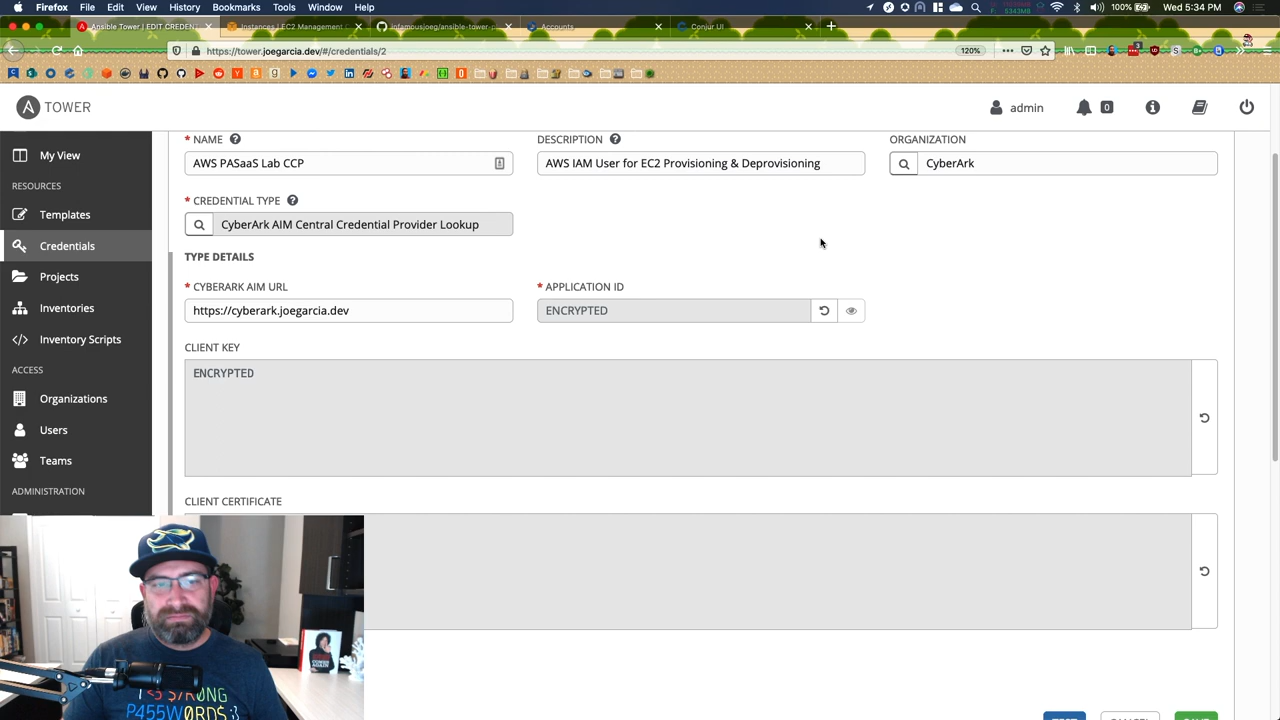 Firefox File Edit View History Bookmarks Tools Window Help 100% Wed 5:34 PM
Ansible Tower | EDIT CREDEN Instances | EC2 Management infamousjoeg/ansible-tower-p Accounts Conjur UI
https://tower.joegarcia.dev/#/credentials/2 120%
TOWER admin 0
My View
RESOURCES
Templates
Credentials
Projects
Inventories
Inventory Scripts
ACCESS
Organizations
Users
Teams
ADMINISTRATION
* NAME DESCRIPTION ORGANIZATION
AWS PASaaS Lab CCP AWS IAM User for EC2 Provisioning & Deprovisioning CyberArk
* CREDENTIAL TYPE
CyberArk AIM Central Credential Provider Lookup
TYPE DETAILS
* CYBERARK AIM URL * APPLICATION ID
https://cyberark.joegarcia.dev ENCRYPTED
CLIENT KEY
ENCRYPTED
CLIENT CERTIFICATE
I <3 $TRONG
P455W0RD$;}